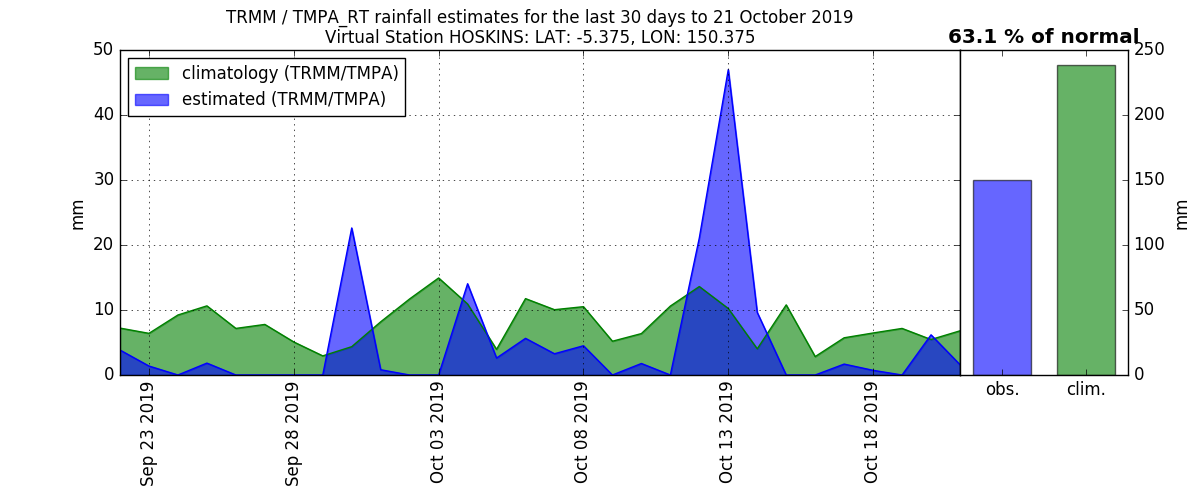 TRMM / TMPA_RT rainfall estimates for the last 30 days to 21 October 2019
Virtual Station HOSKINS: LAT: -5.375, LON: 150.375
63.1 % of normal
climatology (TRMM/TMPA)
estimated (TRMM/TMPA)
mm
50
40
30
20
10
0
Sep 23 2019
Sep 28 2019
Oct 03 2019
Oct 08 2019
Oct 13 2019
Oct 18 2019
obs.
clim.
250
200
150
100
50
0
mm